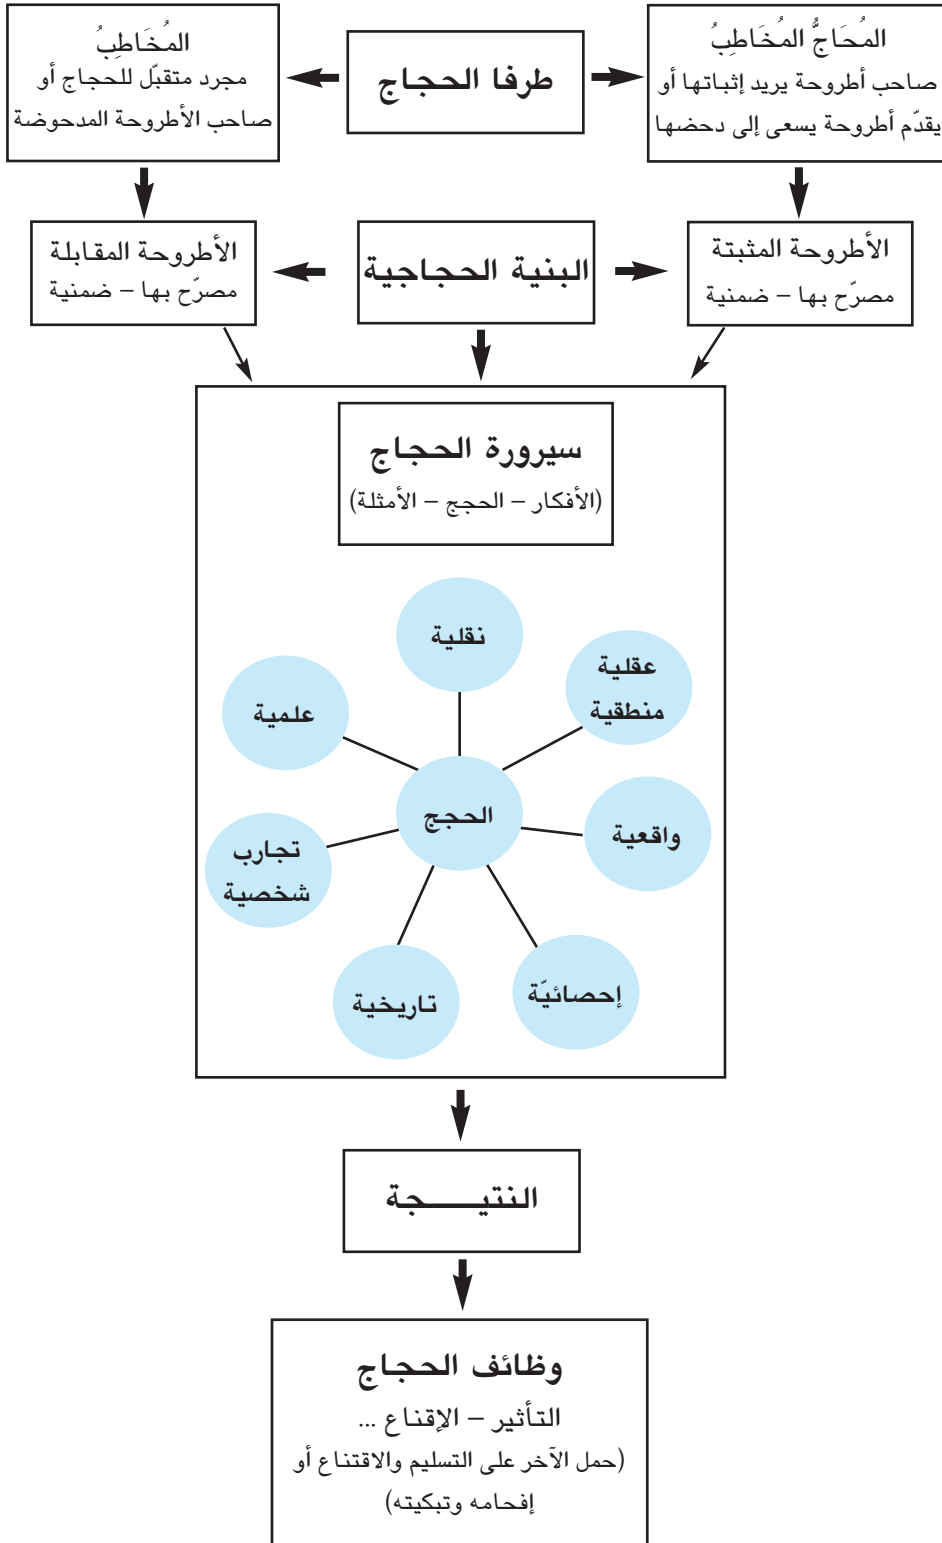 المُحَاجُّ المُخَاطِبُ
صاحب أطروحة يريد إثباتها أو
يقدّم أطروحة يسعى إلى دحضها
طرفا الحجاج
المُخَاطِبُ
مجرد متقبّل للحجاج أو
صاحب الأطروحة المدحوضة
الأطروحة المثبتة
مصرّح بها – ضمنية
البنية الحجاجية
الأطروحة المقابلة
مصرّح بها – ضمنية
سيرورة الحجاج
(الأفكار – الحجج – الأمثلة)
نقلية
عقلية
منطقية
علمية
الحجج
واقعية
تجارب
شخصية
إحصائيّة
تاريخية
النتيـــــجة
وظائف الحجاج
التأثير – الإقناع ...
(حمل الآخر على التسليم والاقتناع أو
إفحامه وتبكيته)